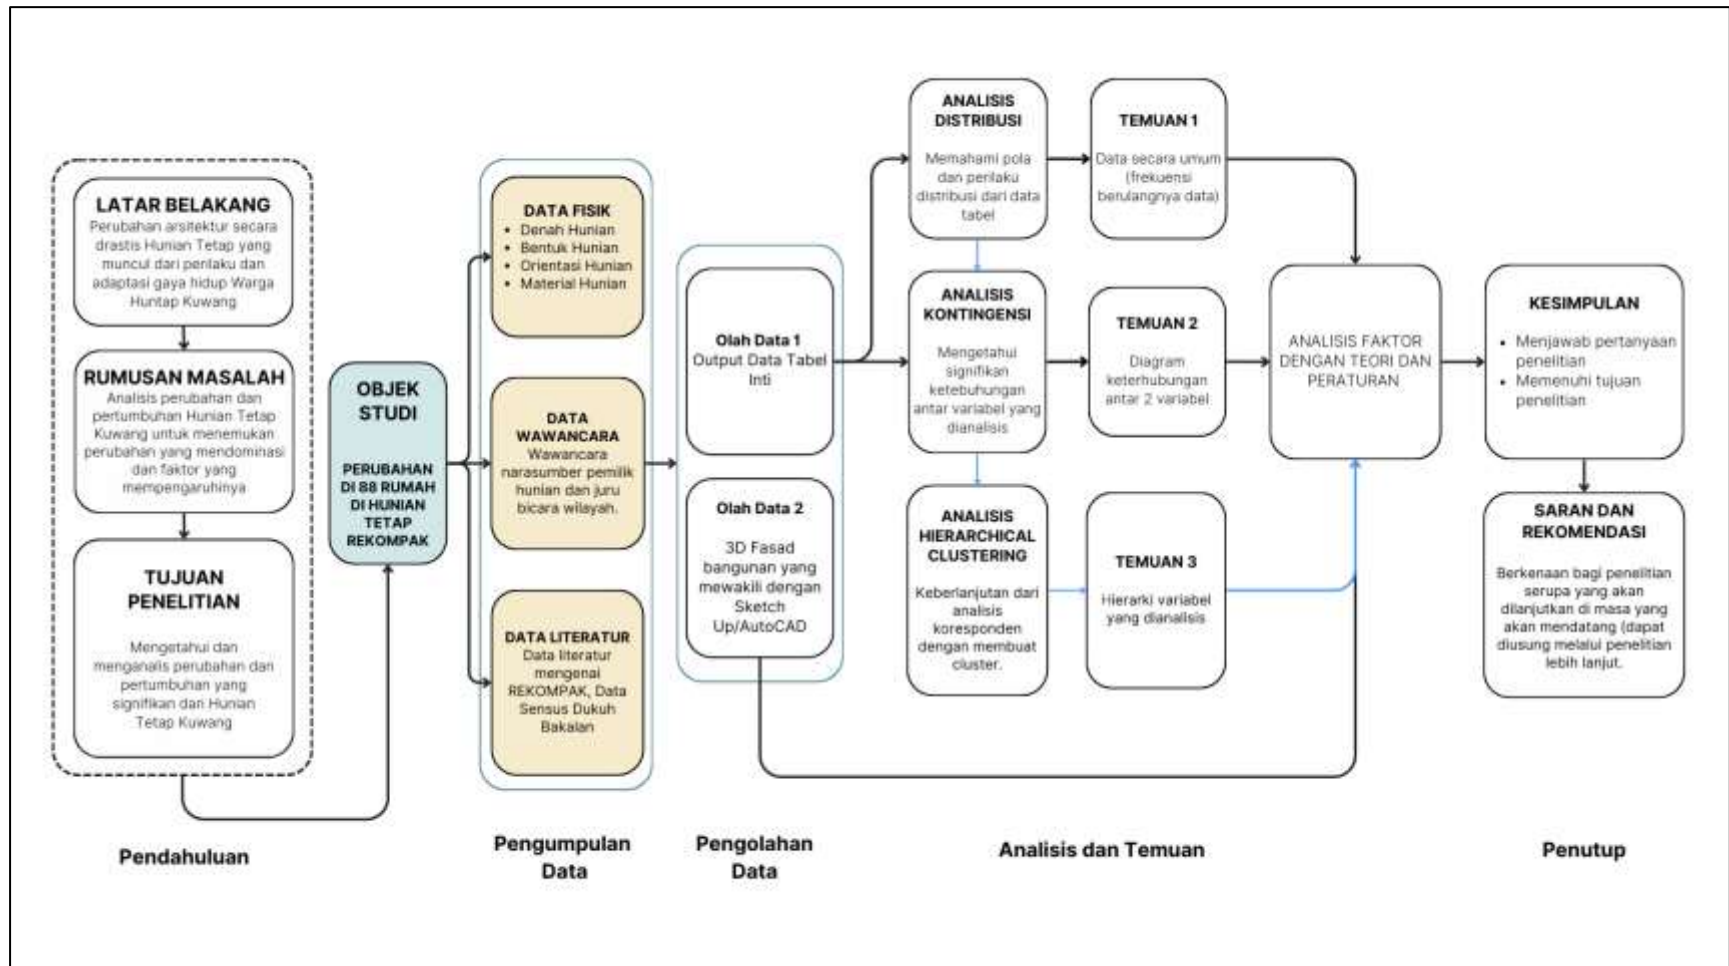 LATAR BELAKANG
Perubahan arsitektur secara
drastis Hunian Tetap yang
muncul dari perilaku dan
adaptasi gaya hidup Warga
Huntap Kuwang
RUMUSAN MASALAH
Analisis perubahan dan
pertumbuhan Hunian Tetap
Kuwang untuk menemukan
perubahan yang mendominasi
dan faktor yang
mempengaruhinya
TUJUAN
PENELITIAN
Mengetahui dan
menganalis perubahan dan
pertumbuhan yang
signifikan dari Hunian
Tetap Kuwang
Pendahuluan
OBJEK
STUDI
PERUBAHAN
DI 88 RUMAH
DI HUNIAN
TETAP
REKOMPAK
DATA FISIK
• Denah Hunian
• Bentuk Hunian
• Orientasi Hunian
• Material Hunian
DATA
WAWANCARA
Wawancara
narasumber pemilik
hunian dan juru
bicara wilayah.
DATA LITERATUR
Data literatur
mengenai
REKOMPAK, Data
Sensus Dukuh
Bakalan
Pengumpulan
Data
Olah Data 1
Output Data Tabel
Inti
Olah Data 2
3D Fasad
bangunan yang
mewakili dengan
Sketch
Up/AutoCAD
Pengolahan
Data
ANALISIS
DISTRIBUSI
Memahami pola
dan perilaku
distribusi dari data
tabel
TEMUAN 1
Data secara umum
(frekuensi
berulangnya data)
ANALISIS
KONTINGENSI
Mengetahui
signifikan
ketebuhungan
antar variabel yang
dianalisis
TEMUAN 2
Diagram
keterhubungan
antar 2 variabel
ANALISIS
HIERARCHICAL
CLUSTERING
Keberlanjutan dari
analisis
koresponden
dengan membuat
cluster.
TEMUAN 3
Hierarki variabel
yang dianalisis
ANALISIS FAKTOR
DENGAN TEORI DAN
PERATURAN
Analisis dan Temuan
KESIMPULAN
• Menjawab pertanyaan
penelitian
• Memenuhi tujuan
penelitian
SARAN DAN
REKOMENDASI
Berkenaan bagi penelitian
serupa yang akan
dilanjutkan di masa yang
akan mendatang (dapat
diusung melalui penelitian
lebih lanjut.
Penutup